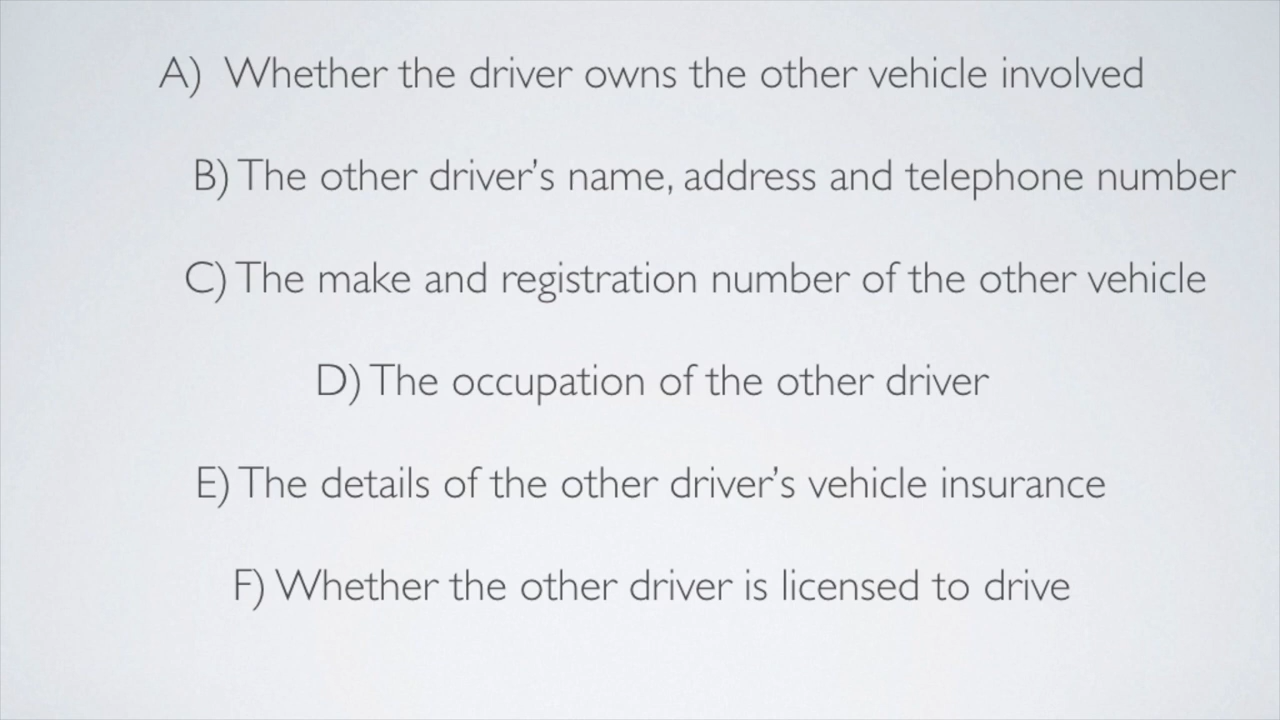 A) Whether the driver owns the other vehicle involved
B) The other driver’s name, address and telephone number
C) The make and registration number of the other vehicle
D) The occupation of the other driver
E) The details of the other driver’s vehicle insurance
F) Whether the other driver is licensed to drive